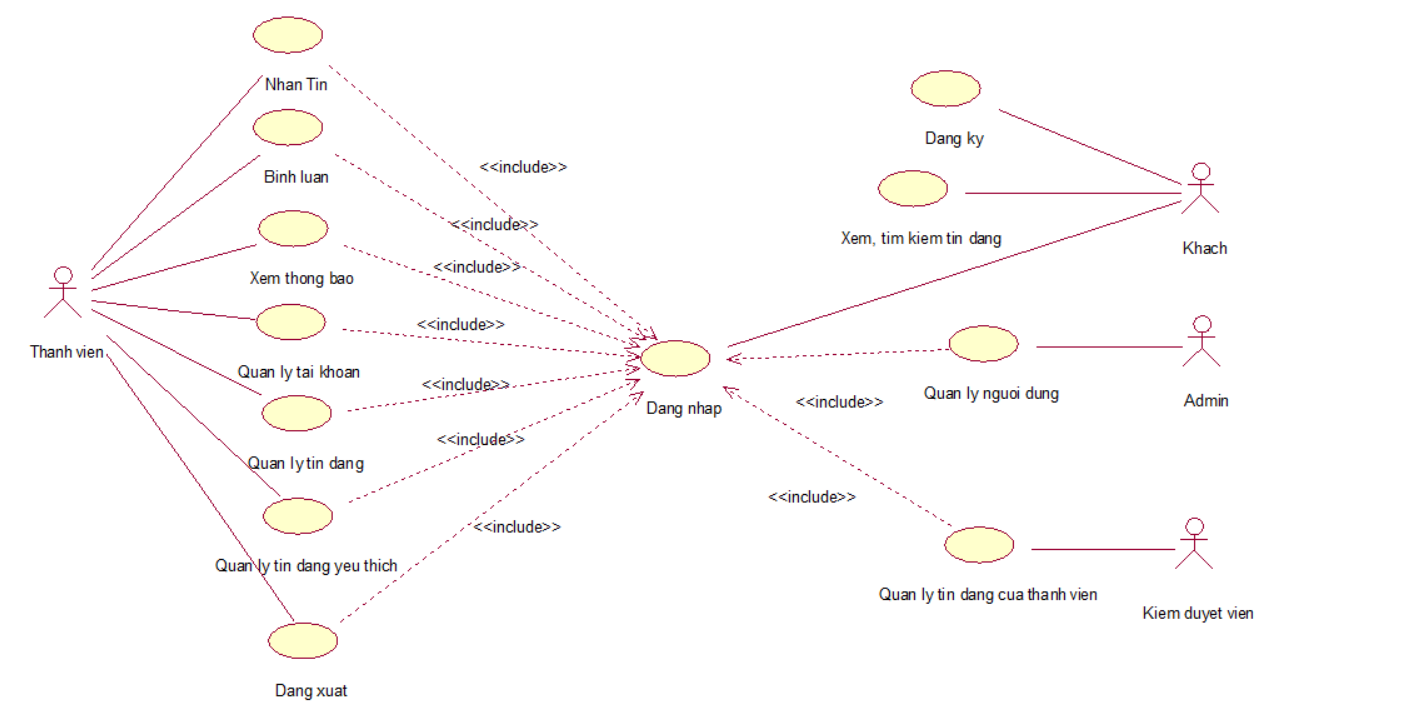 Nhan Tin
Binh luan
Xem thong bao
Thanh vien
Quan ly tai khoan
Quan ly tin dang
Quan ly tin dang yeu thich
Dang xuat
<<include>>
<<include>>
<<include>>
<<include>>
<<include>>
<<include>>
<<include>>
Dang nhap
Dang ky
Xem, tim kiem tin dang
Khach
Quan ly nguoi dung
Admin
<<include>>
<<include>>
Quan ly tin dang cua thanh vien
Kiem duyet vien